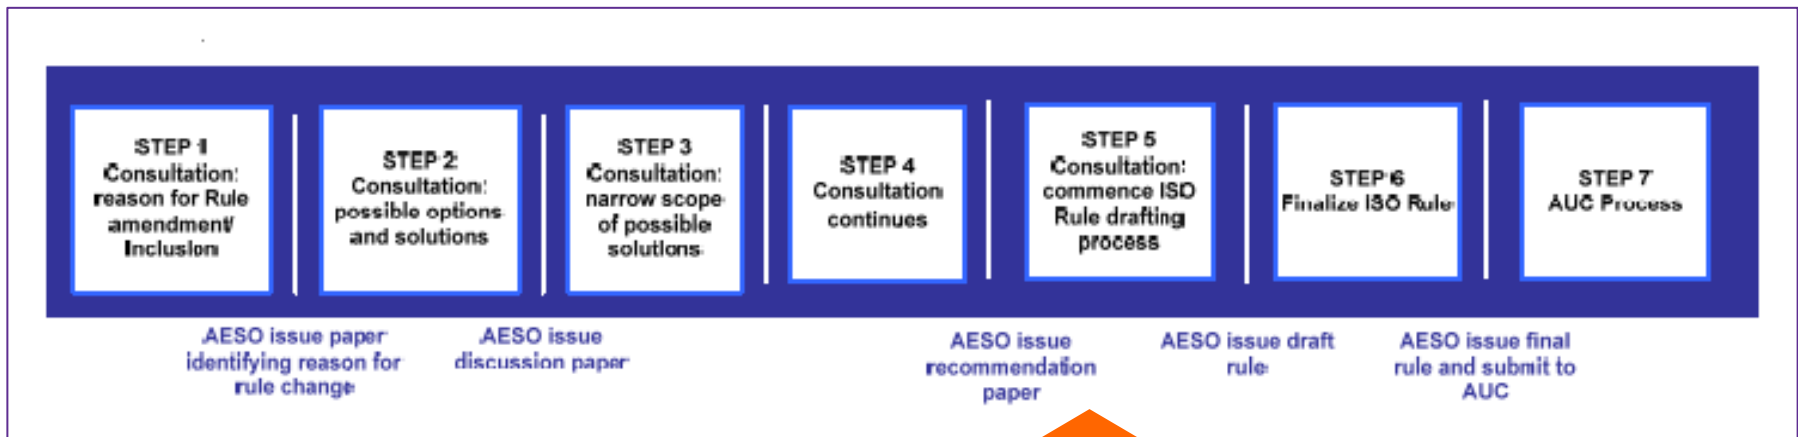 STEP 1
Consultation:
reason for Rule
amendment/
Inclusion
STEP 2
Consultation:
possible options
and solutions
STEP 3
Consultation:
narrow scope
of possible
solutions
STEP 4
Consultation
continues
STEP 5
Consultation:
commence ISO
Rule drafting
process
STEP 6
Finalize ISO Rule
STEP 7
AUC Process
AESO issue paper
identifying reason for
rule change
AESO issue
discussion paper
AESO issue
recommendation
paper
AESO issue draft
rule
AESO issue final
rule and submit to
AUC